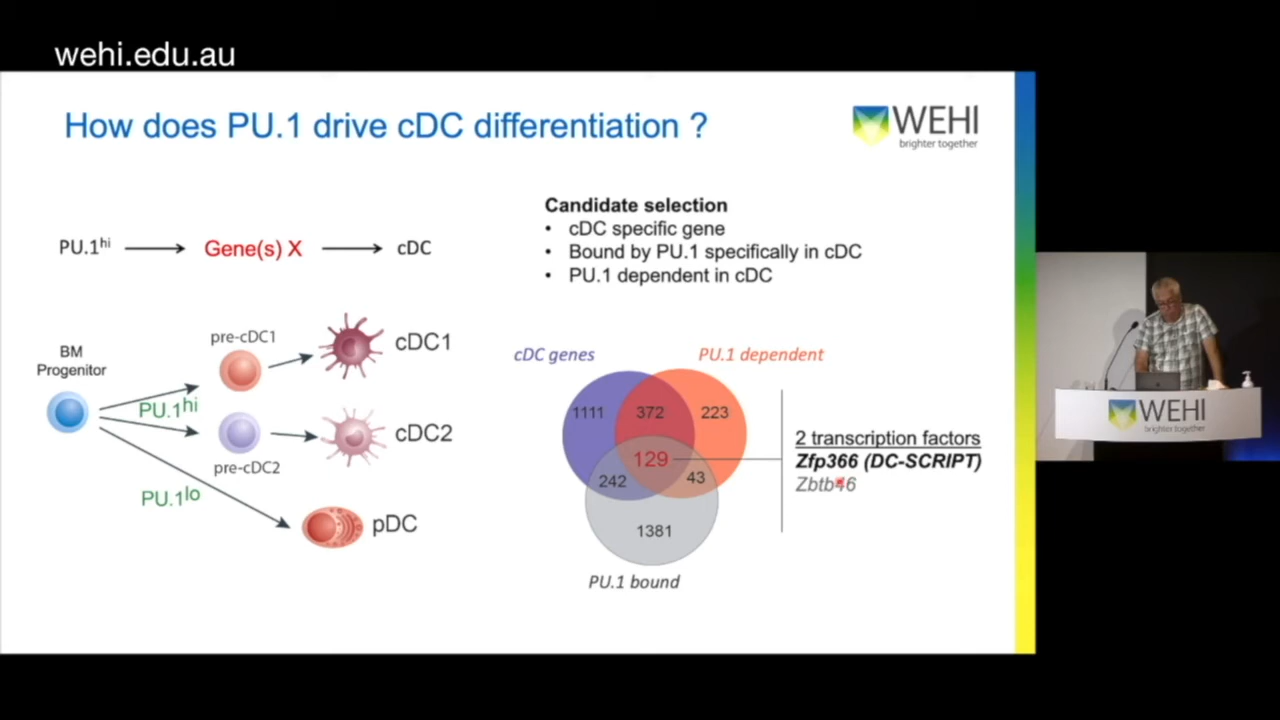 wehi.edu.au
How does PU.1 drive cDC differentiation ?
WEHI
brighter together
PU.1hi
Gene(s) X
cDC
Candidate selection
• cDC specific gene
• Bound by PU.1 specifically in cDC
• PU.1 dependent in cDC
BM
Progenitor
pre-cDC1
cDC1
PU.1hi
pre-cDC2
cDC2
PU.1lo
pDC
cDC genes
PU.1 dependent
1111
372
223
129
242
43
1381
PU.1 bound
2 transcription factors
Zfp366 (DC-SCRIPT)
Zbtb46
WEHI
brighter together